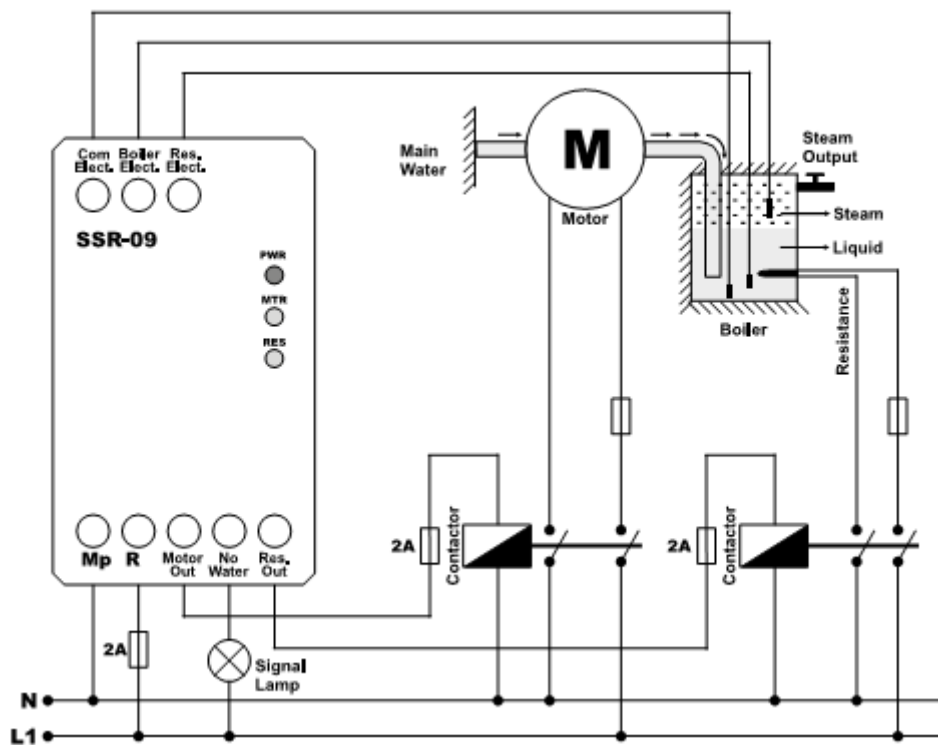 Com Elect.
Boiler Elect.
Res. Elect.
SSR-09
PWR
MTR
RES
Mp
R
Motor Out
No Water
Res. Out
2A
Signal
Lamp
N
L1
Main
Water
M
Motor
Steam
Output
Steam
Liquid
Boiler
Resistance
2A
Contactor
2A
Contactor